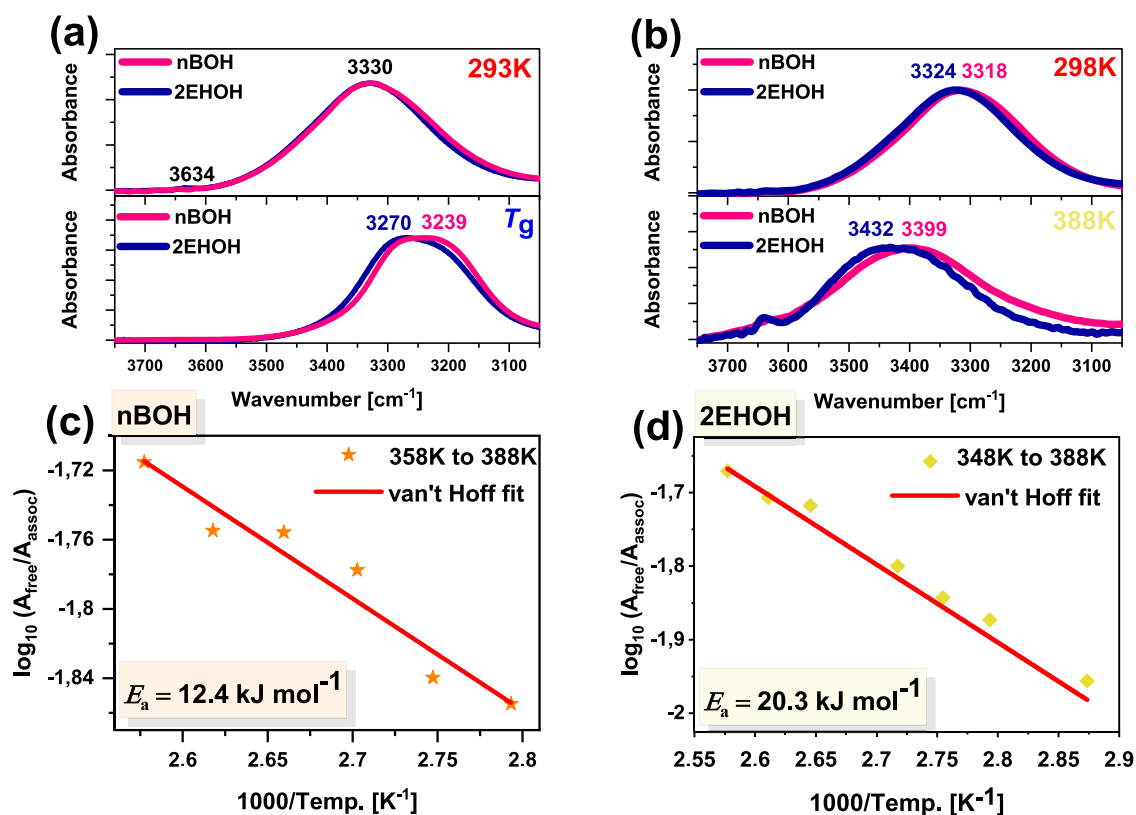 (a)
nBOH
2EHOH
3330
293K
3634
Absorbance
nBOH
2EHOH
3270 3239
Tg
Absorbance
3700 3600 3500 3400 3300 3200 3100
Wavenumber [cm-1]
(b)
nBOH
2EHOH
3324 3318
298K
Absorbance
nBOH
2EHOH
3432 3399
388K
Absorbance
3700 3600 3500 3400 3300 3200 3100
Wavenumber [cm-1]
(c)
nBOH
358K to 388K
van't Hoff fit
-1,72
-1,76
-1,8
-1,84
log10 (Afree/Aassoc)
Ea = 12.4 kJ mol-1
2.6 2.65 2.7 2.75 2.8
1000/Temp. [K-1]
(d)
2EHOH
348K to 388K
van't Hoff fit
-1,7
-1,8
-1,9
-2
log10 (Afree/Aassoc)
Ea = 20.3 kJ mol-1
2.55 2.6 2.65 2.7 2.75 2.8 2.85 2.9
1000/Temp. [K-1]